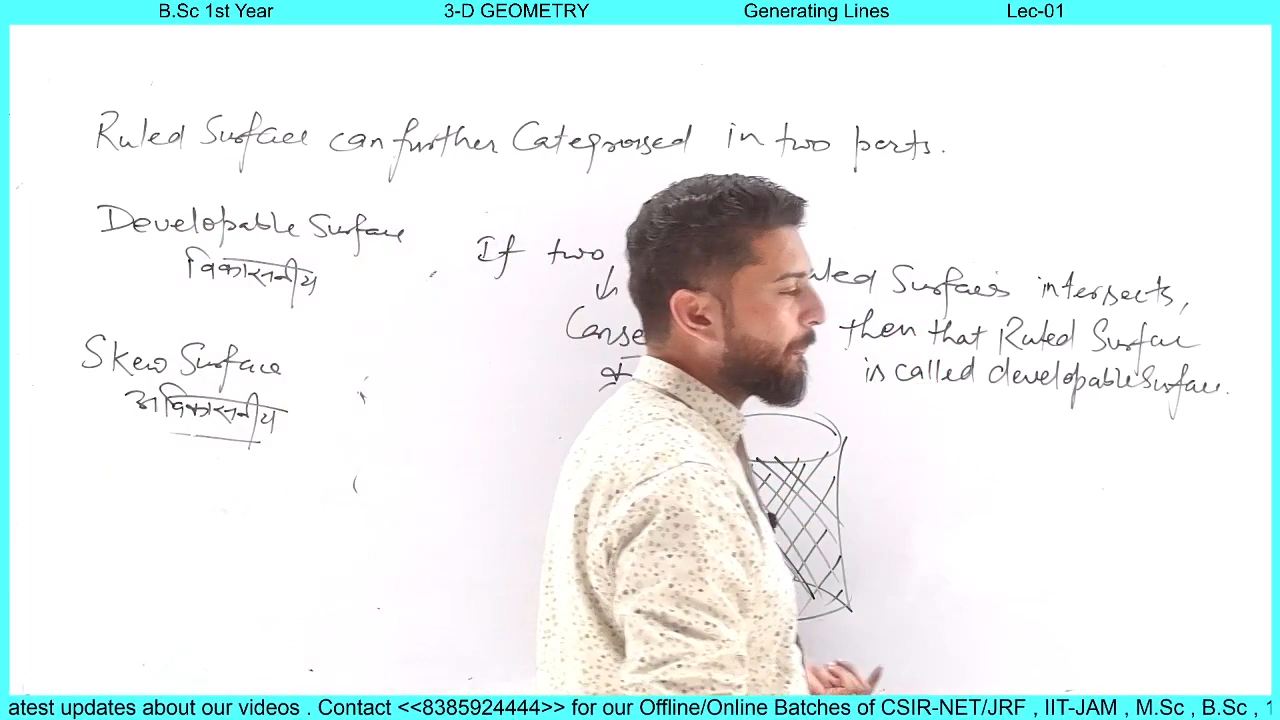 B.Sc 1st Year 3-D GEOMETRY Generating Lines Lec-01
Ruled Surface can further Categorised in two parts.
Developable Surface
विकासनीय
If two
Surfaces intersects,
Conse
then that Ruled Surface
is called developable Surface.
Skew Surface
अविकासनीय
atest updates about our videos . Contact <<8385924444>> for our Offline/Online Batches of CSIR-NET/JRF , IIT-JAM , M.Sc , B.Sc , 1